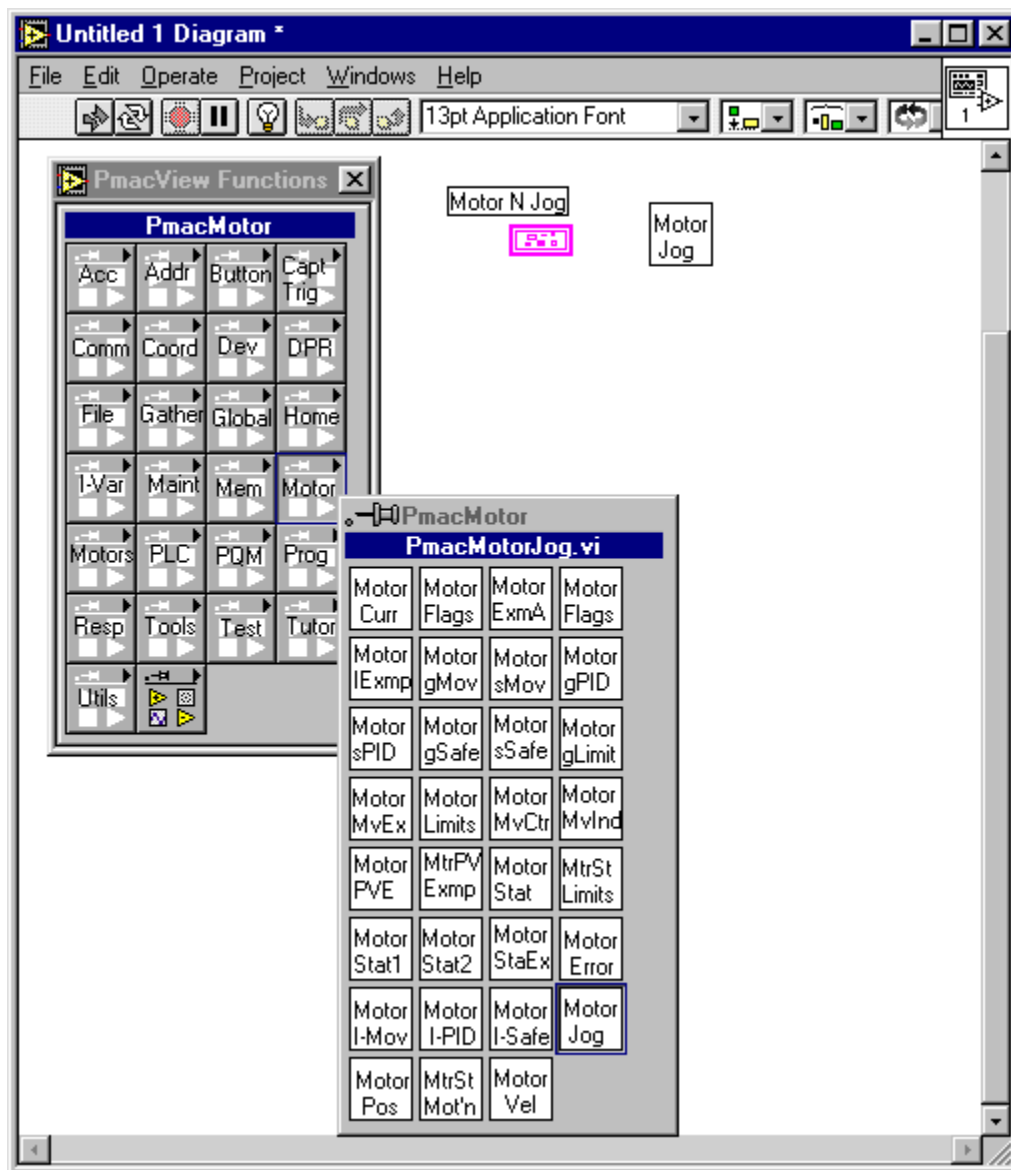 Untitled 1 Diagram *
File Edit Operate Project Windows Help
13pt Application Font
1
PmacView Functions
PmacMotor
Acc Addr Button Capt Trig
Comm Coord Dev DPR
File Gather Global Home
I-Var Maint Mem Motor
Motors PLC PQM Prog
Resp Tools Test Tutor
Utils
Motor N Jog
Motor
Jog
PmacMotor
PmacMotorJog.vi
Motor Motor Motor Motor
Curr Flags ExmA Flags
Motor Motor Motor Motor
IExmp gMov sMov gPID
Motor Motor Motor Motor
sPID gSafe sSafe gLimit
Motor Motor Motor Motor
MvEx Limits MvCtr MvInd
Motor MtrPV Motor MtrSt
PVE Exmp Stat Limits
Motor Motor Motor Motor
Stat1 Stat2 StaEx Error
Motor Motor Motor Motor
I-Mov I-PID I-Safe Jog
Motor MtrSt Motor
Pos Mot'n Vel